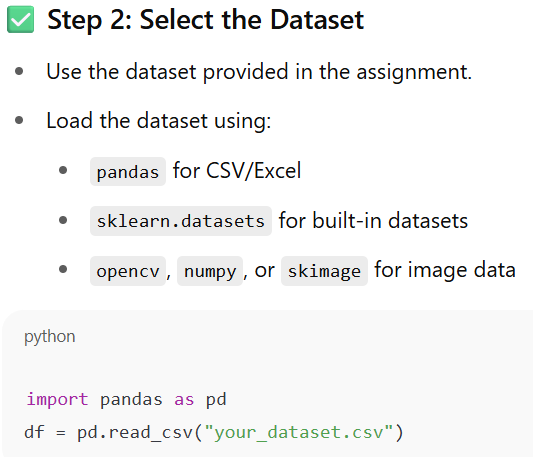 ✅ Step 2: Select the Dataset
• Use the dataset provided in the assignment.
• Load the dataset using:
• pandas for CSV/Excel
• sklearn.datasets for built-in datasets
• opencv, numpy, or skimage for image data
python
import pandas as pd
df = pd.read_csv("your_dataset.csv")